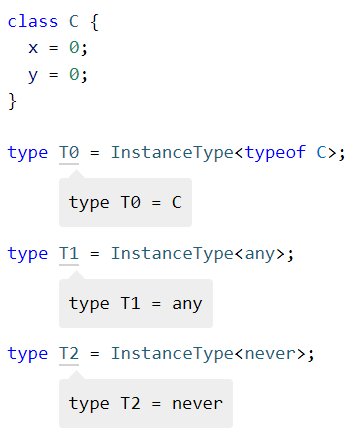 class C {
  x = 0;
  y = 0;
}
type T0 = InstanceType<typeof C>;
type T0 = C
type T1 = InstanceType<any>;
type T1 = any
type T2 = InstanceType<never>;
type T2 = never